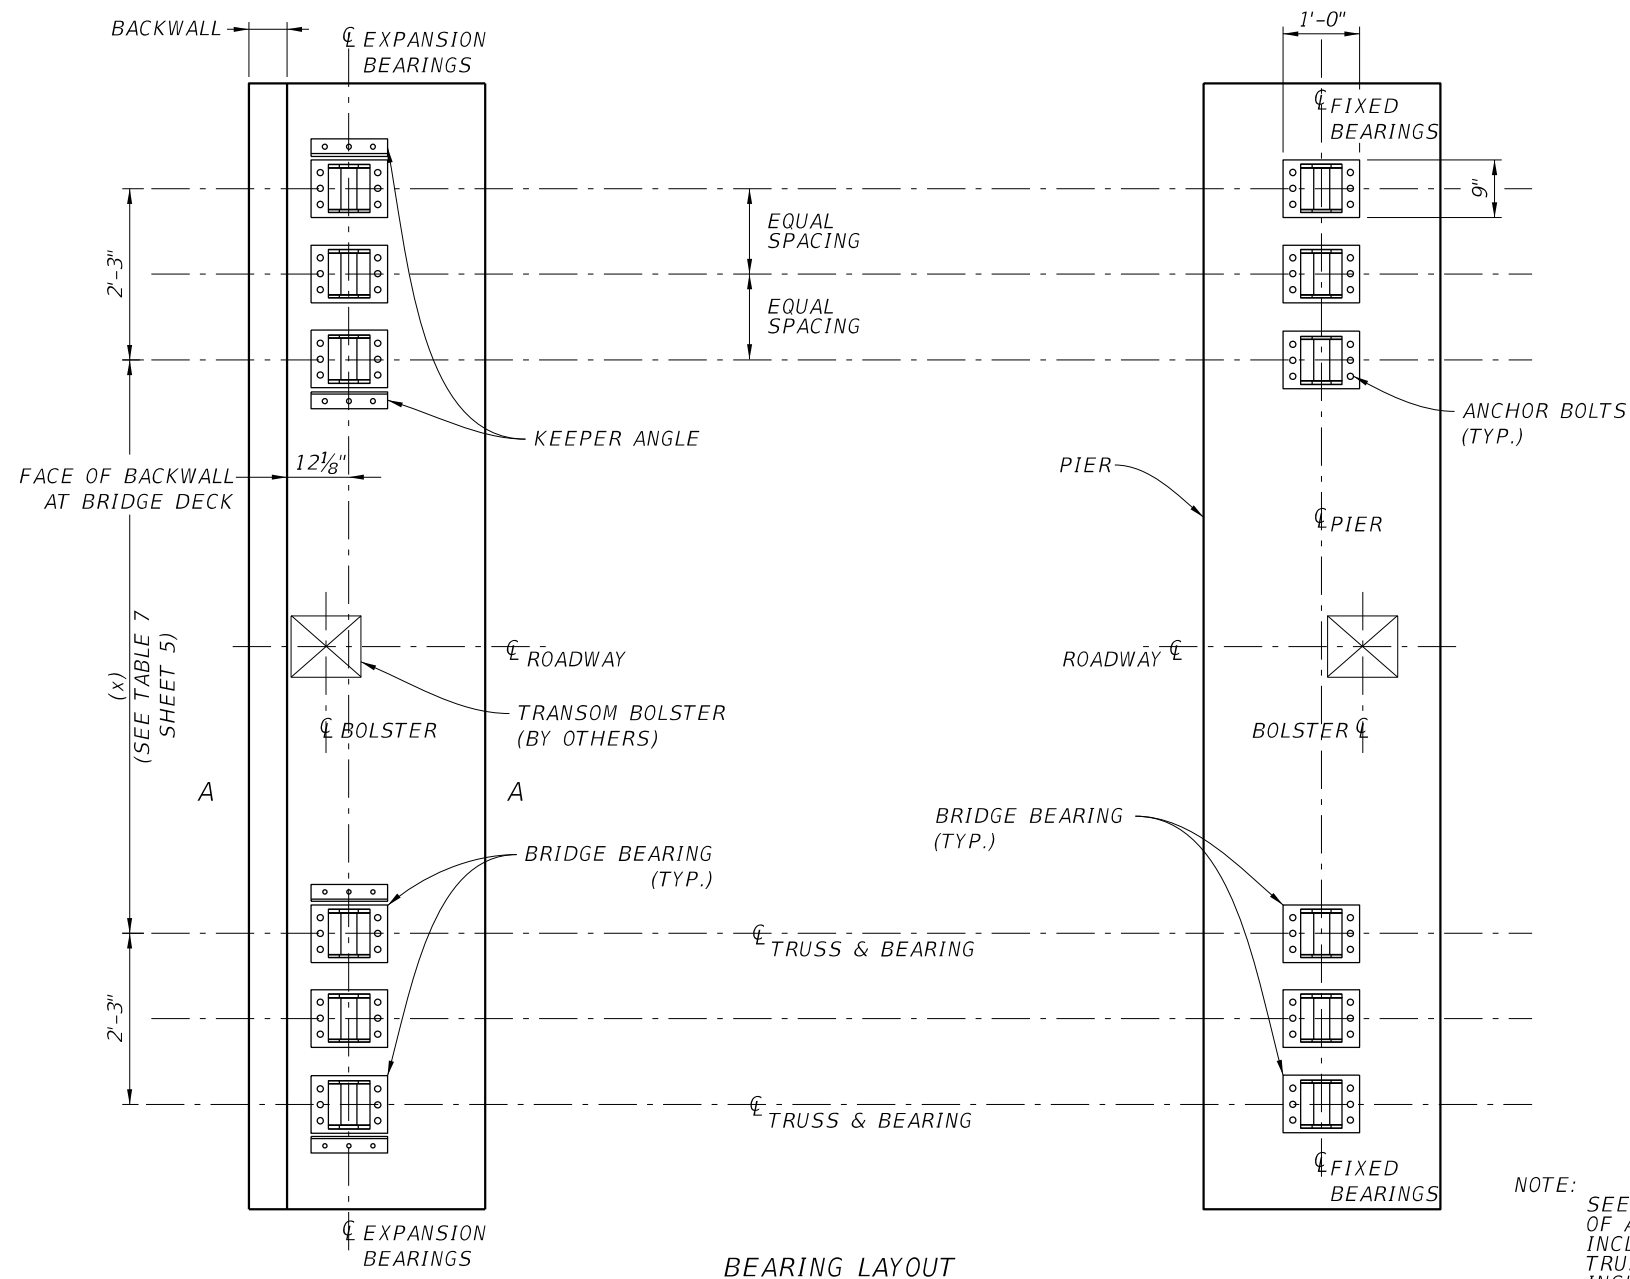 BACKWALL
℄ EXPANSION
BEARINGS
1'-0"
℄ FIXED
BEARINGS
9"
EQUAL
SPACING
2'-3"
EQUAL
SPACING
ANCHOR BOLTS
(TYP.)
KEEPER ANGLE
12⅛"
PIER
FACE OF BACKWALL
AT BRIDGE DECK
℄ PIER
(x)
(SEE TABLE 7
SHEET 5)
℄ ROADWAY
ROADWAY ℄
TRANSOM BOLSTER
(BY OTHERS)
℄ BOLSTER
BOLSTER ℄
A
A
BRIDGE BEARING
(TYP.)
BRIDGE BEARING
(TYP.)
℄ TRUSS & BEARING
2'-3"
℄ TRUSS & BEARING
℄ FIXED
BEARINGS
NOTE:
SEE
OF
TRU
℄ EXPANSION
BEARINGS
BEARING LAYOUT